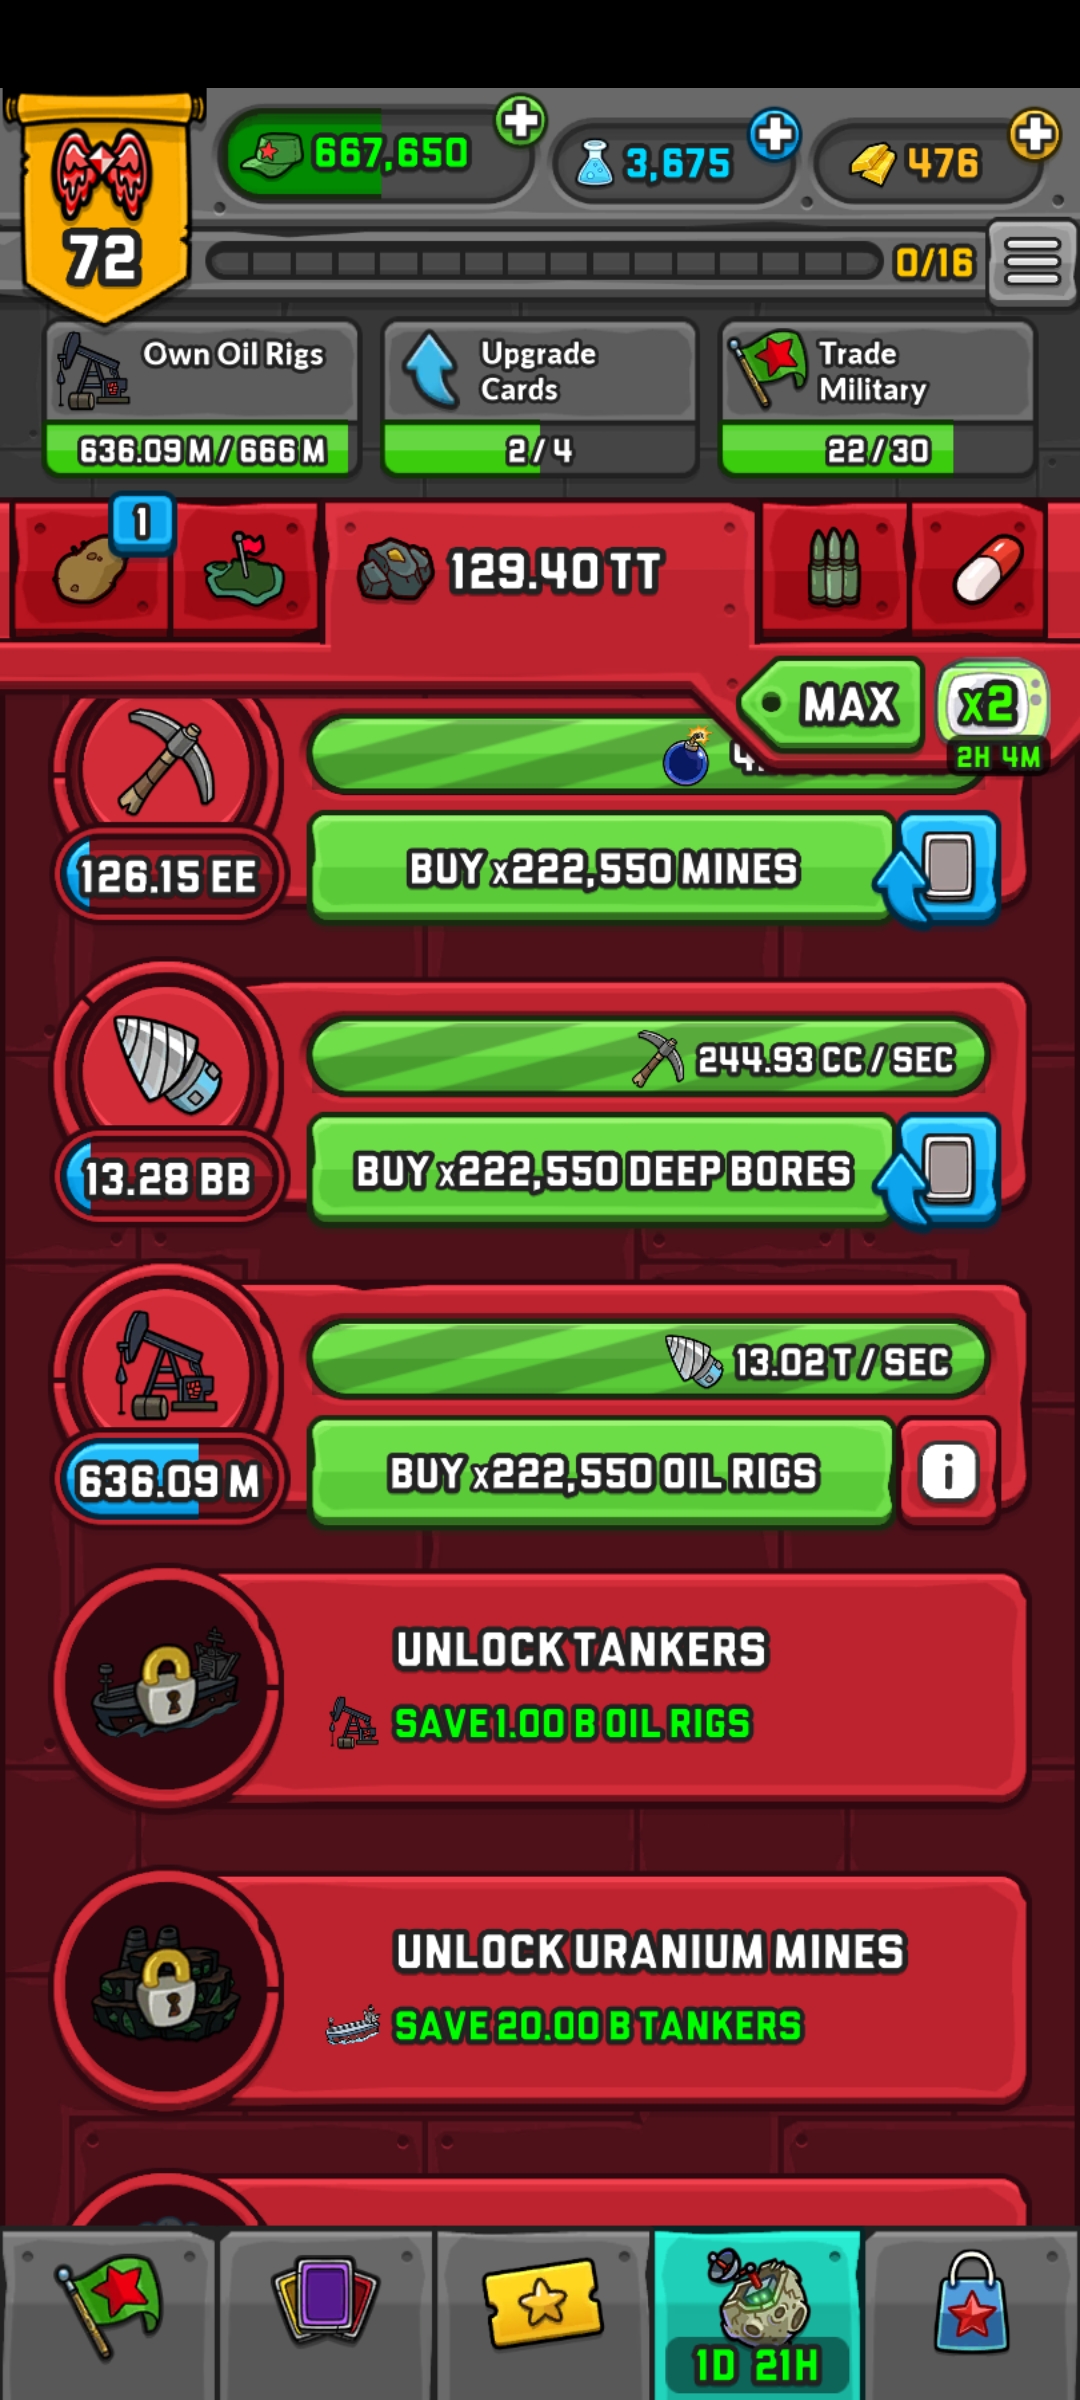 667,650
3,675
476
72
0/16
Own Oil Rigs
636.09 M / 666 M
Upgrade
Cards
2 / 4
Trade
Military
22 / 30
1
129.40 TT
MAX
x2
2H 4M
126.15 EE
BUY x222,550 MINES
244.93 CC / SEC
13.28 BB
BUY x222,550 DEEP BORES
13.02 T / SEC
636.09 M
BUY x222,550 OIL RIGS
i
UNLOCK TANKERS
SAVE 1.00 B OIL RIGS
UNLOCK URANIUM MINES
SAVE 20.00 B TANKERS
1D 21H